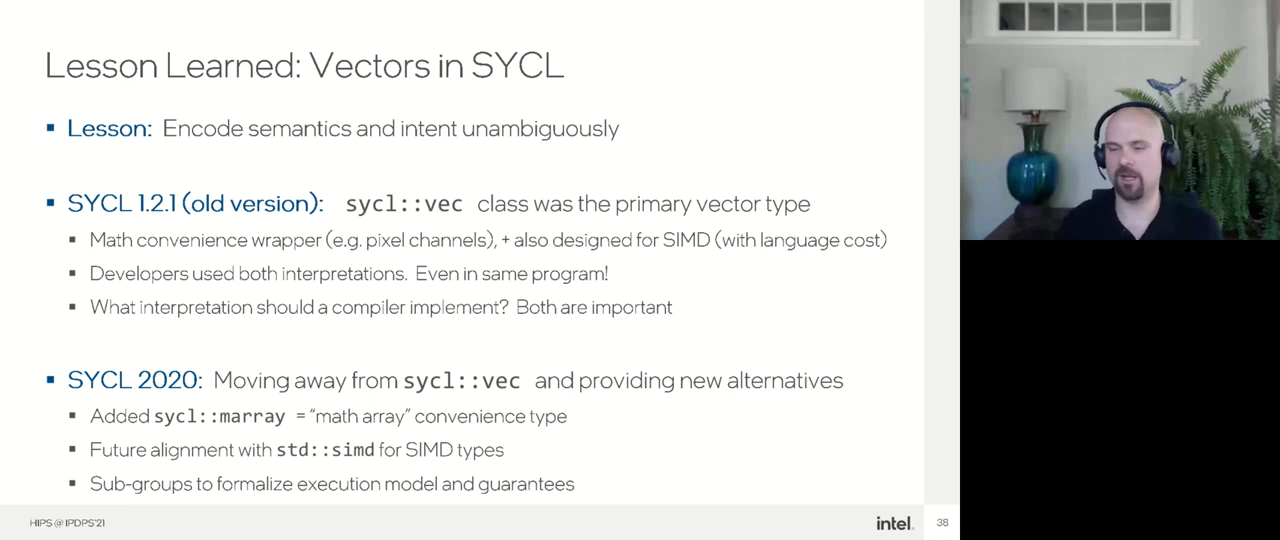 Lesson Learned: Vectors in SYCL
▪ Lesson: Encode semantics and intent unambiguously
▪ SYCL 1.2.1 (old version): sycl::vec class was the primary vector type
▪ Math convenience wrapper (e.g. pixel channels), + also designed for SIMD (with language cost)
▪ Developers used both interpretations. Even in same program!
▪ What interpretation should a compiler implement? Both are important
▪ SYCL 2020: Moving away from sycl::vec and providing new alternatives
▪ Added sycl::marray = "math array" convenience type
▪ Future alignment with std::simd for SIMD types
▪ Sub-groups to formalize execution model and guarantees
HIPS @ IPDPS'21
intel.
38